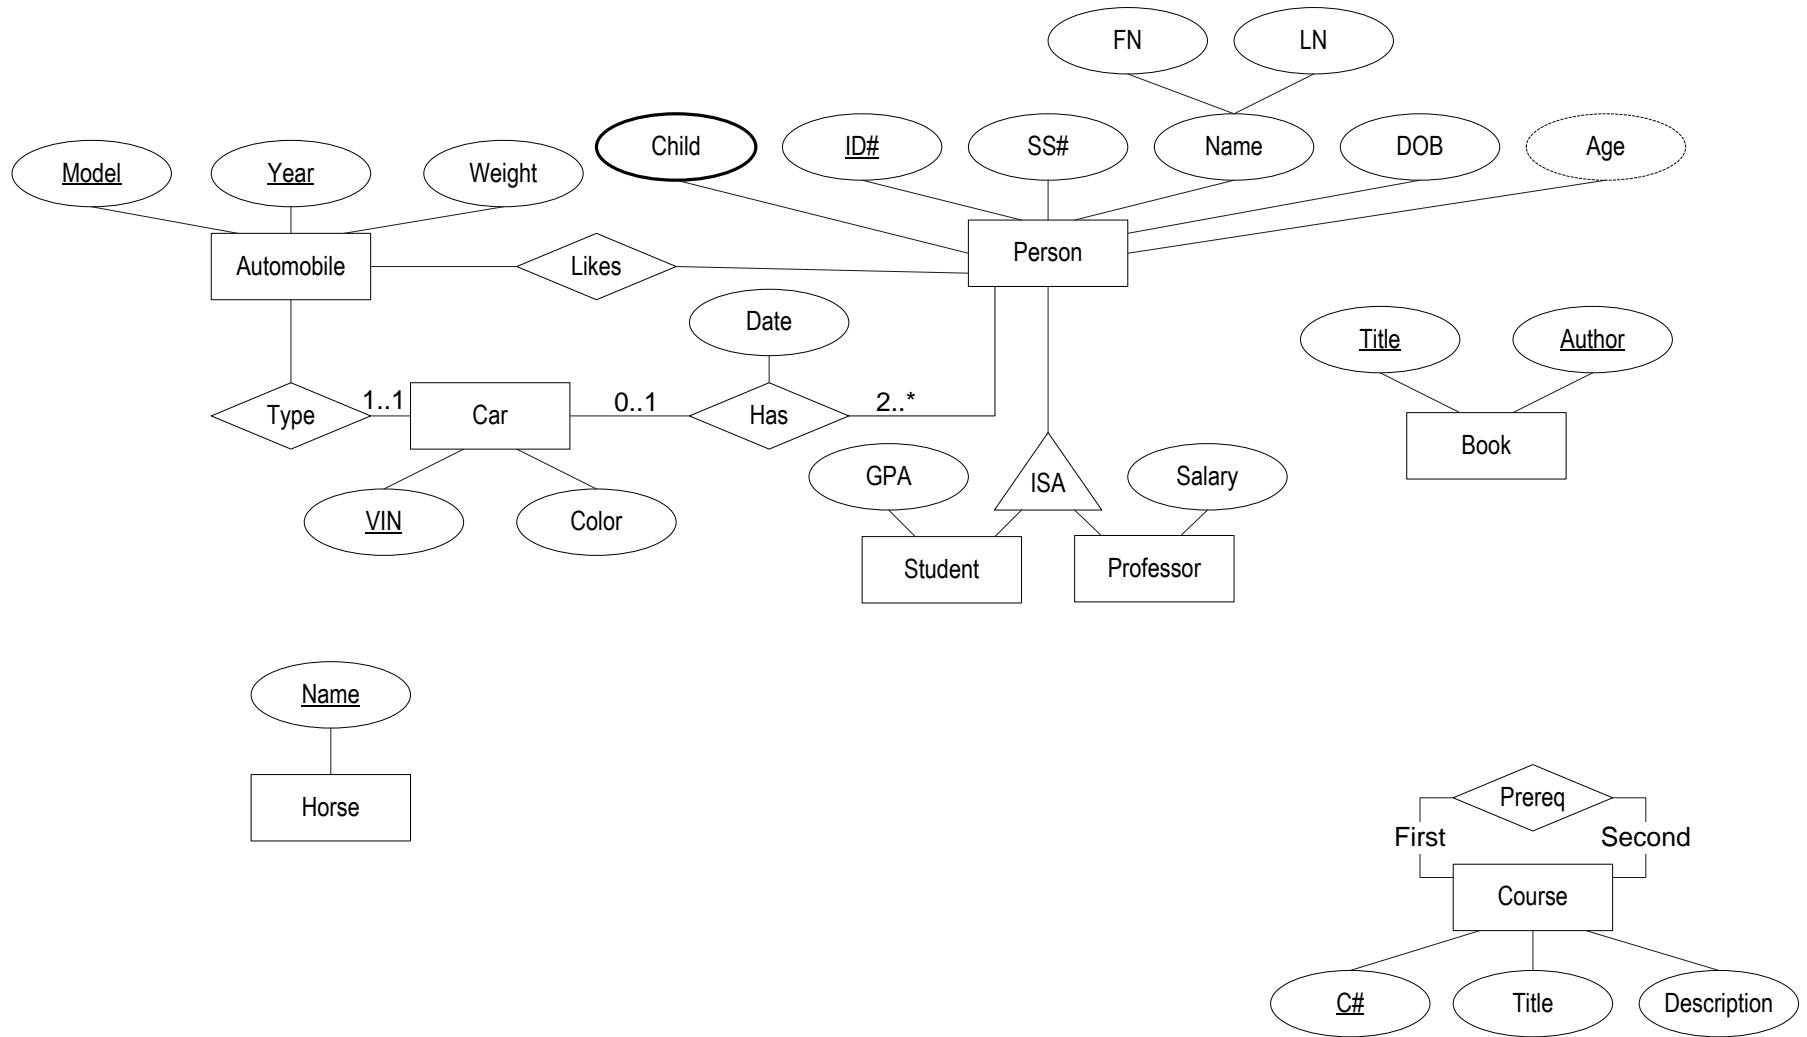 FN LN
Child ID# SS# Name DOB Age
Model Year Weight
Person
Automobile Likes
Date
Title Author
Type 1..1 Car 0..1 Has 2..*
Book
GPA ISA Salary
VIN Color
Student Professor
Name
Horse
Prereq
First Second
Course
C# Title Description